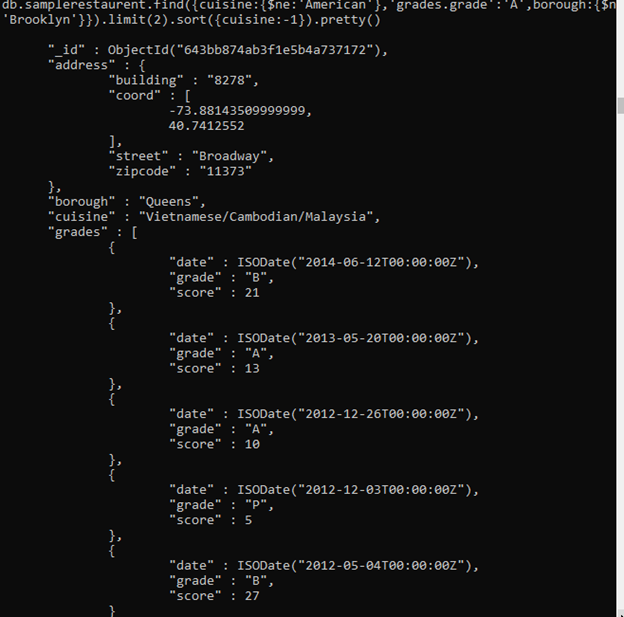 db.samplerestaurent.find({cuisine:{$ne:'American'},'grades.grade':'A',borough:{$n
'Brooklyn'}}).limit(2).sort({cuisine:-1}).pretty()
"_id" : ObjectId("643bb874ab3f1e5b4a737172"),
"address" : {
"building" : "8278",
"coord" : [
-73.88143509999999,
40.7412552
],
"street" : "Broadway",
"zipcode" : "11373"
},
"borough" : "Queens",
"cuisine" : "Vietnamese/Cambodian/Malaysia",
"grades" : [
{
"date" : ISODate("2014-06-12T00:00:00Z"),
"grade" : "B",
"score" : 21
},
{
"date" : ISODate("2013-05-20T00:00:00Z"),
"grade" : "A",
"score" : 13
},
{
"date" : ISODate("2012-12-26T00:00:00Z"),
"grade" : "A",
"score" : 10
},
{
"date" : ISODate("2012-12-03T00:00:00Z"),
"grade" : "P",
"score" : 5
},
{
"date" : ISODate("2012-05-04T00:00:00Z"),
"grade" : "B",
"score" : 27
}